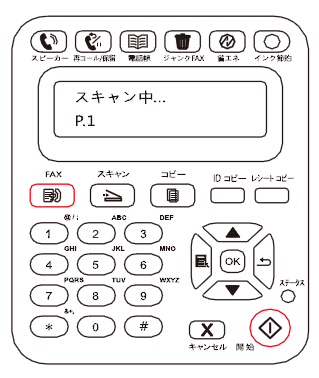 スピーカー 再コール/保留 電話帳 ジャンクFAX 省エネ インク節約
スキャン中...
P.1
FAX スキャン コピー IDコピー レシートコピー
@/: ABC DEF
1 2 3
GHI JKL MNO
4 5 6
OK
PQRS TUV WXYZ
7 8 9
ステータス
&+,
* 0 #
X
キャンセル 開始